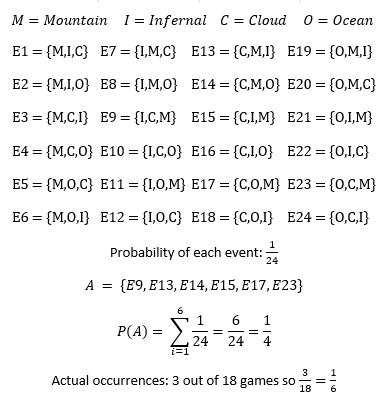 M = Mountain I = Infernal C = Cloud O = Ocean
E1 = {M,I,C} E7 = {I,M,C} E13 = {C,M,I} E19 = {O,M,I}
E2 = {M,I,O} E8 = {I,M,O} E14 = {C,M,O} E20 = {O,M,C}
E3 = {M,C,I} E9 = {I,C,M} E15 = {C,I,M} E21 = {O,I,M}
E4 = {M,C,O} E10 = {I,C,O} E16 = {C,I,O} E22 = {O,I,C}
E5 = {M,O,C} E11 = {I,O,M} E17 = {C,O,M} E23 = {O,C,M}
E6 = {M,O,I} E12 = {I,O,C} E18 = {C,O,I} E24 = {O,C,I}
Probability of each event: 1/24
A = {E9, E13, E14, E15, E17, E23}
P(A) = ∑_{i=1}^{6} 1/24 = 6/24 = 1/4
Actual occurrences: 3 out of 18 games so 3/18 = 1/6